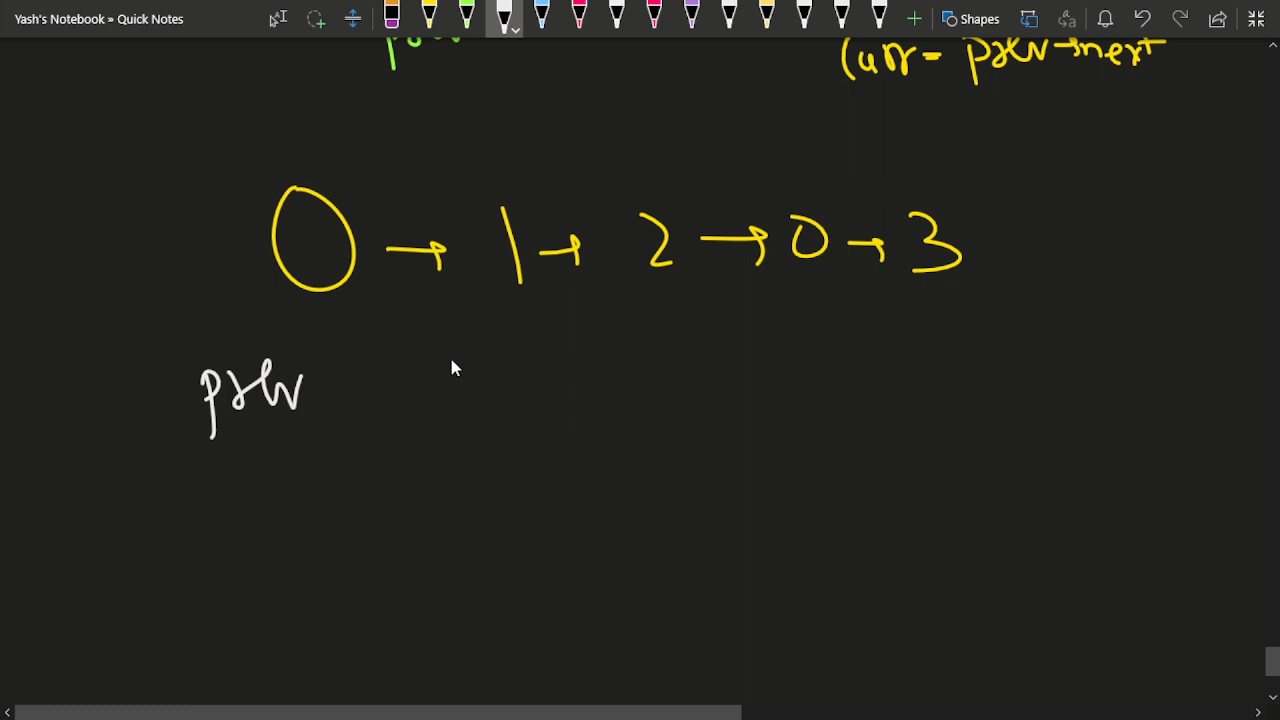 Yash's Notebook » Quick Notes
Shapes
Curr = prev→next
0 → 1 → 2 → 0 → 3
prev